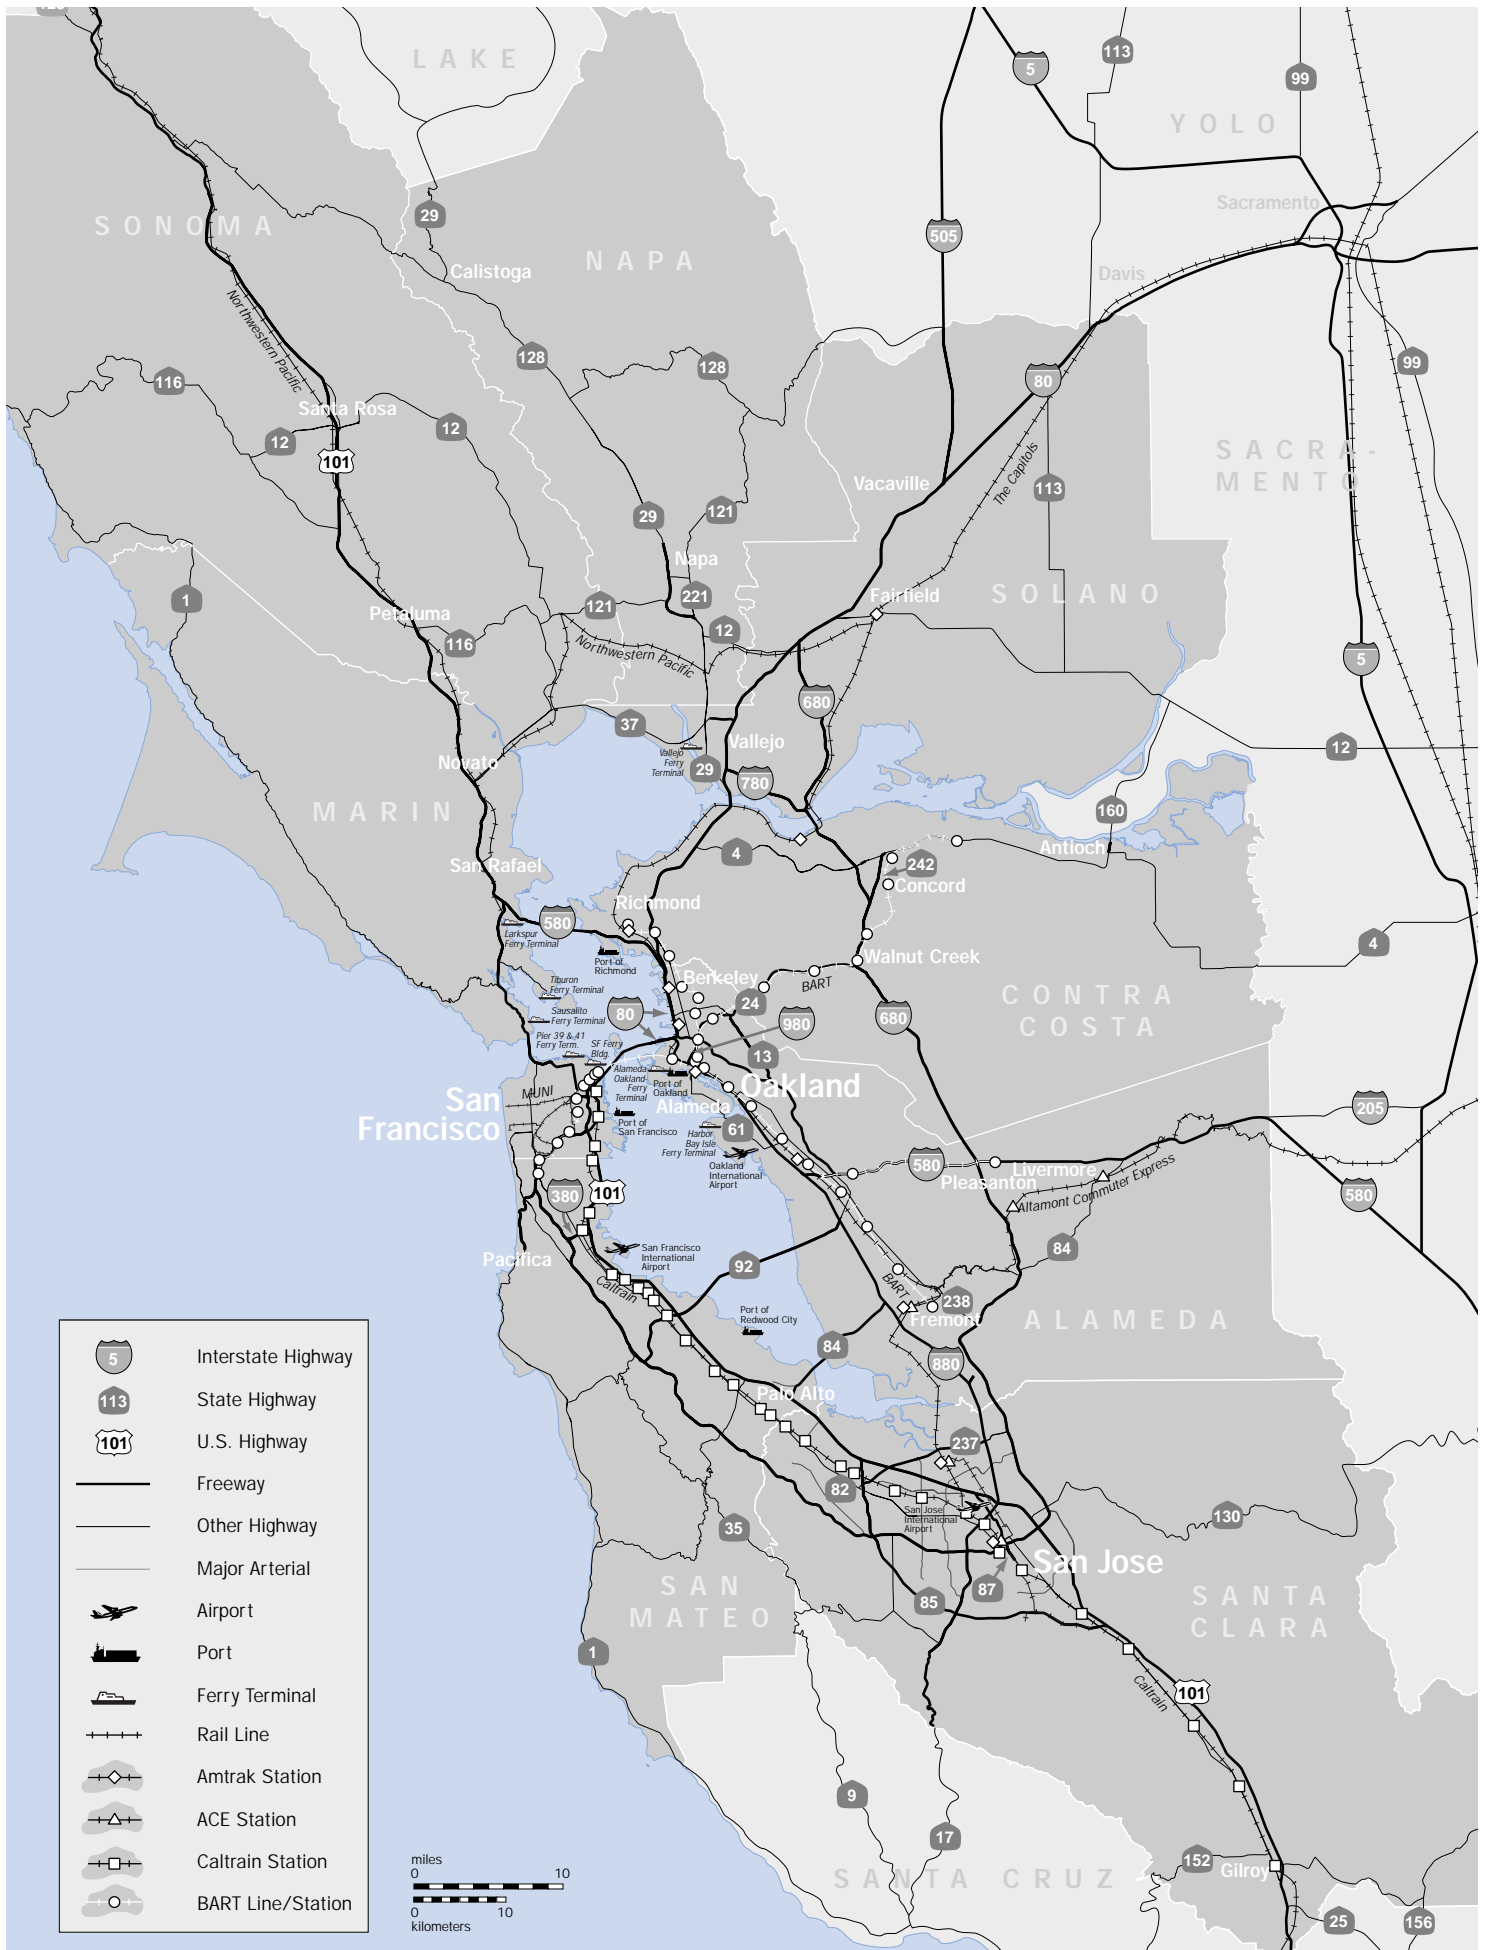 128
LAKE
5
113
99
YOLO
SONOMA
29
Sacramento
505
NAPA
Calistoga
Davis
Northwestern Pacific
128
128
99
116
80
Santa Rosa
12
12
SACRA-
MENTO
101
The Capitols
Vacaville
113
29
121
Napa
1
121
221
Fairfield
SOLANO
Petaluma
12
116
Northwestern Pacific
5
680
37
Vallejo
12
Vallejo
Ferry
Terminal
29
780
Novato
MARIN
160
4
Antioch
San Rafael
242
Concord
Richmond
580
Larkspur
Ferry Terminal
4
Port of
Richmond
Walnut Creek
Berkeley
BART
Tiburon
Ferry Terminal
CONTRA
COSTA
24
Sausalito
Ferry Terminal
80
980
680
Pier 39 & 41
Ferry Term.
SF Ferry
Bldg.
13
Alameda
Oakland
Ferry
Terminal
Port of
Oakland
Oakland
MUNI
San
Francisco
Alameda
205
Port of
San Francisco
61
Harbor
Bay Isle
Ferry Terminal
Oakland
International
Airport
580
Livermore
Pleasanton
Altamont Commuter Express
580
380
101
Pacifica
San Francisco
International
Airport
84
92
Caltrain
BART
238
Port of
Redwood City
Fremont
ALAMEDA
84
880
Palo Alto
237
82
San Jose
International
Airport
130
35
San Jose
87
85
SAN
MATEO
SANTA
CLARA
1
101
Caltrain
9
17
152
Gilroy
SANTA CRUZ
25
156
5
Interstate Highway
113
State Highway
101
U.S. Highway
Freeway
Other Highway
Major Arterial
Airport
Port
Ferry Terminal
Rail Line
Amtrak Station
ACE Station
Caltrain Station
BART Line/Station
miles
0 10
0 10
kilometers